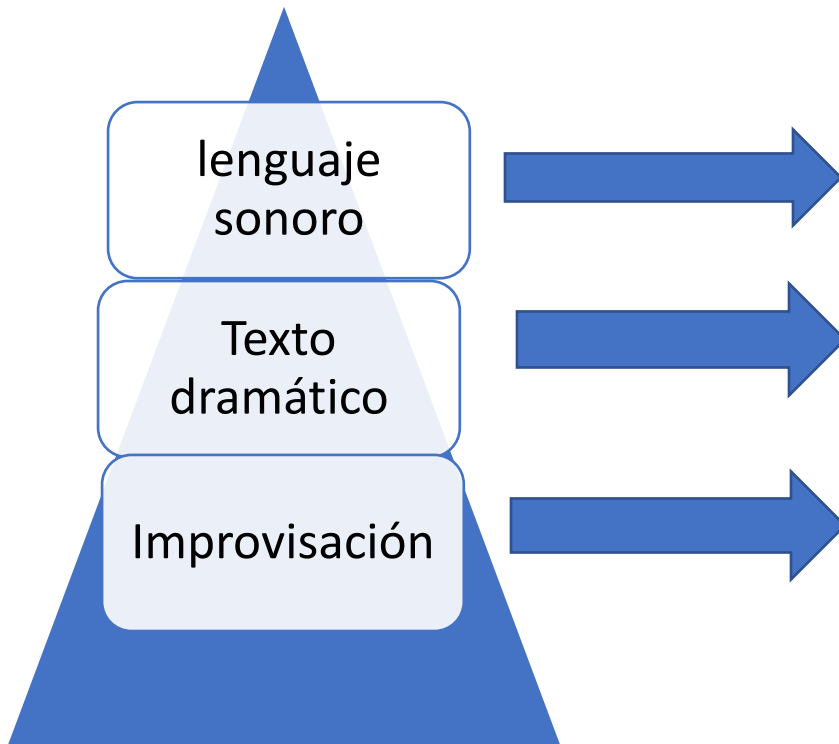 lenguaje
sonoro
Texto
dramático
Improvisación